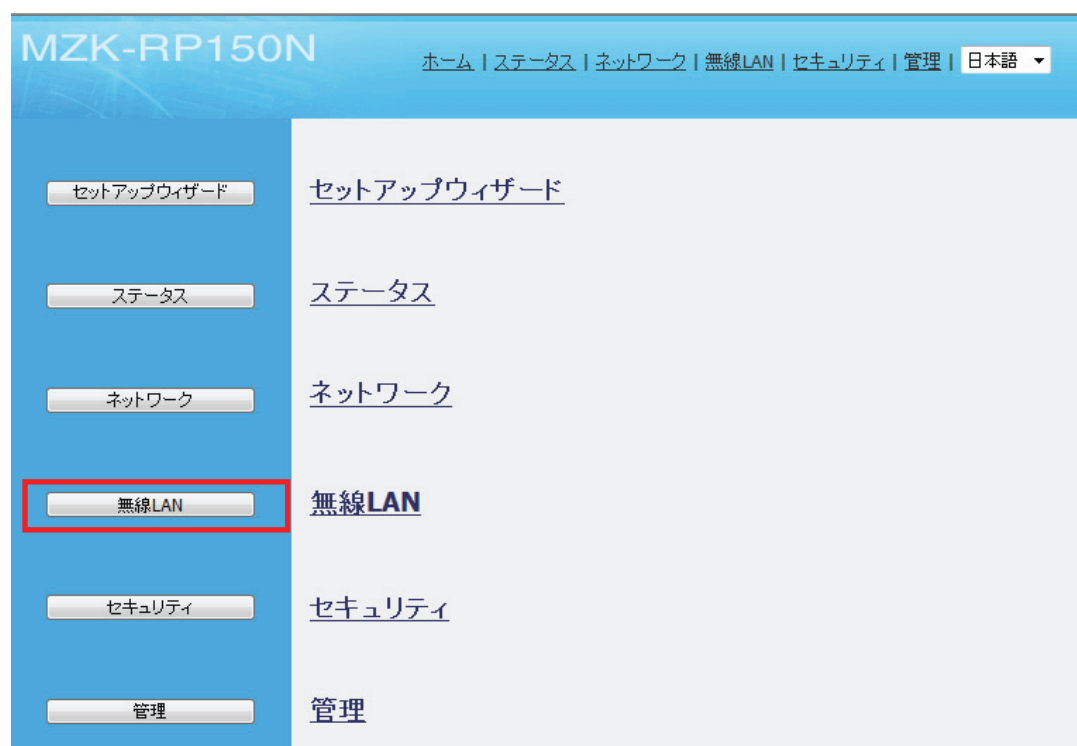 MZK-RP150N
ホーム | ステータス | ネットワーク | 無線LAN | セキュリティ | 管理 | 日本語
セットアップウィザード セットアップウィザード
ステータス ステータス
ネットワーク ネットワーク
無線LAN 無線LAN
セキュリティ セキュリティ
管理 管理